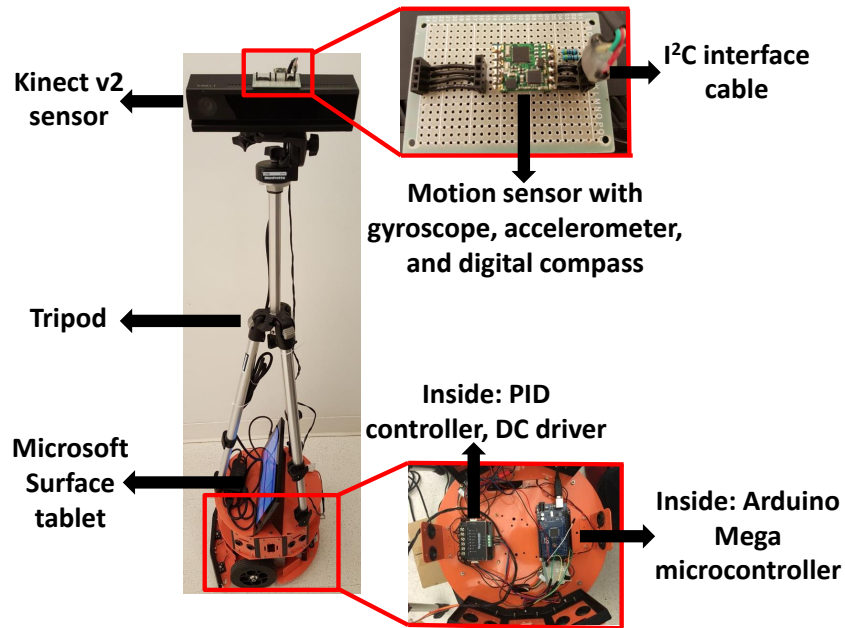 Kinect v2
sensor
I²C interface
cable
Motion sensor with
gyroscope, accelerometer,
and digital compass
Tripod
Inside: PID
controller, DC driver
Microsoft
Surface
tablet
Inside: Arduino
Mega
microcontroller